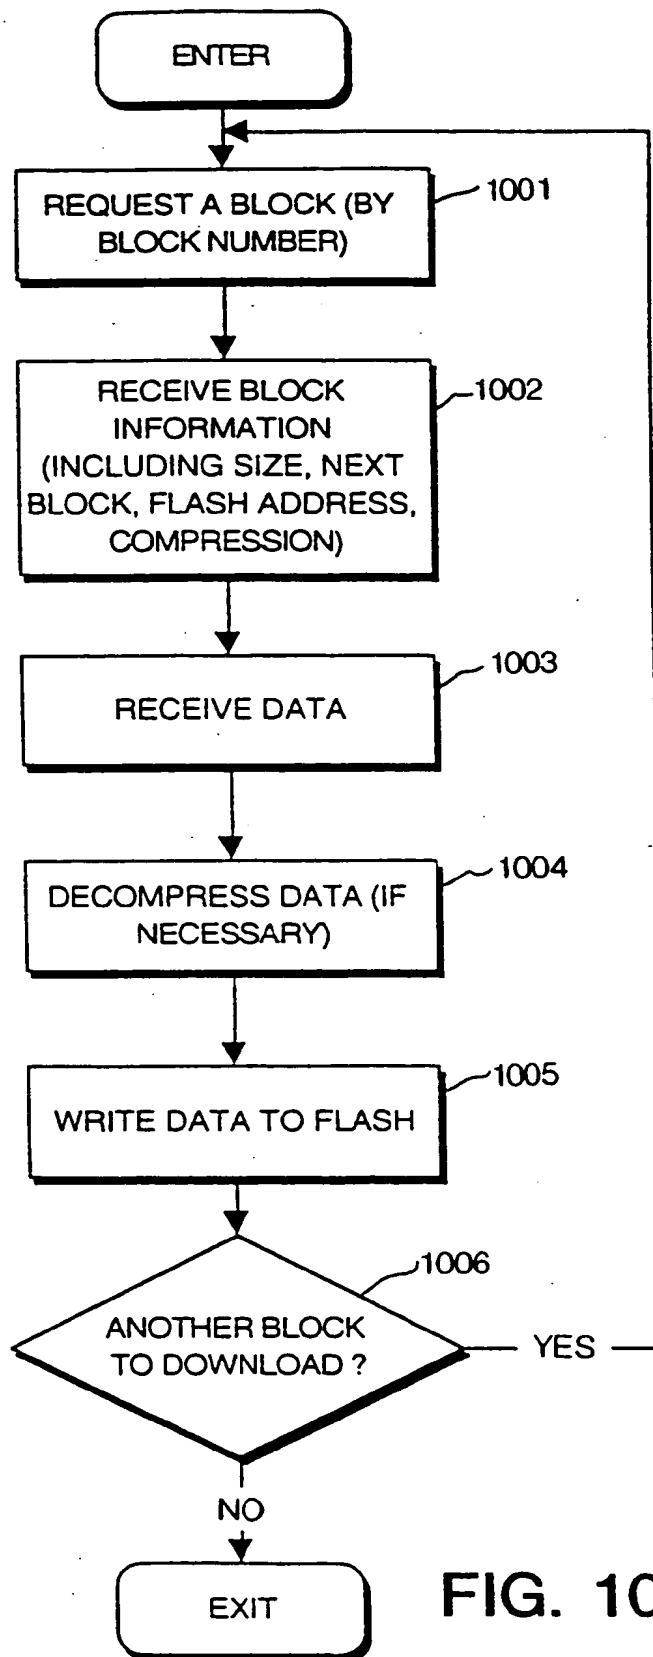 ENTER
REQUEST A BLOCK (BY
BLOCK NUMBER)
1001
RECEIVE BLOCK
INFORMATION
(INCLUDING SIZE, NEXT
BLOCK, FLASH ADDRESS,
COMPRESSION)
1002
RECEIVE DATA
1003
DECOMPRESS DATA (IF
NECESSARY)
1004
WRITE DATA TO FLASH
1005
ANOTHER BLOCK
TO DOWNLOAD ?
1006
YES
NO
EXIT
FIG. 10